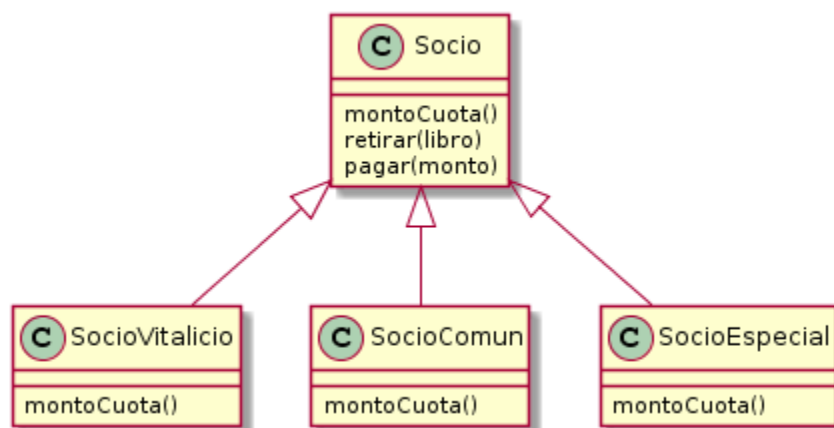 C Socio
montoCuota()
retirar(libro)
pagar(monto)
C SocioVitalicio
montoCuota()
C SocioComun
montoCuota()
C SocioEspecial
montoCuota()